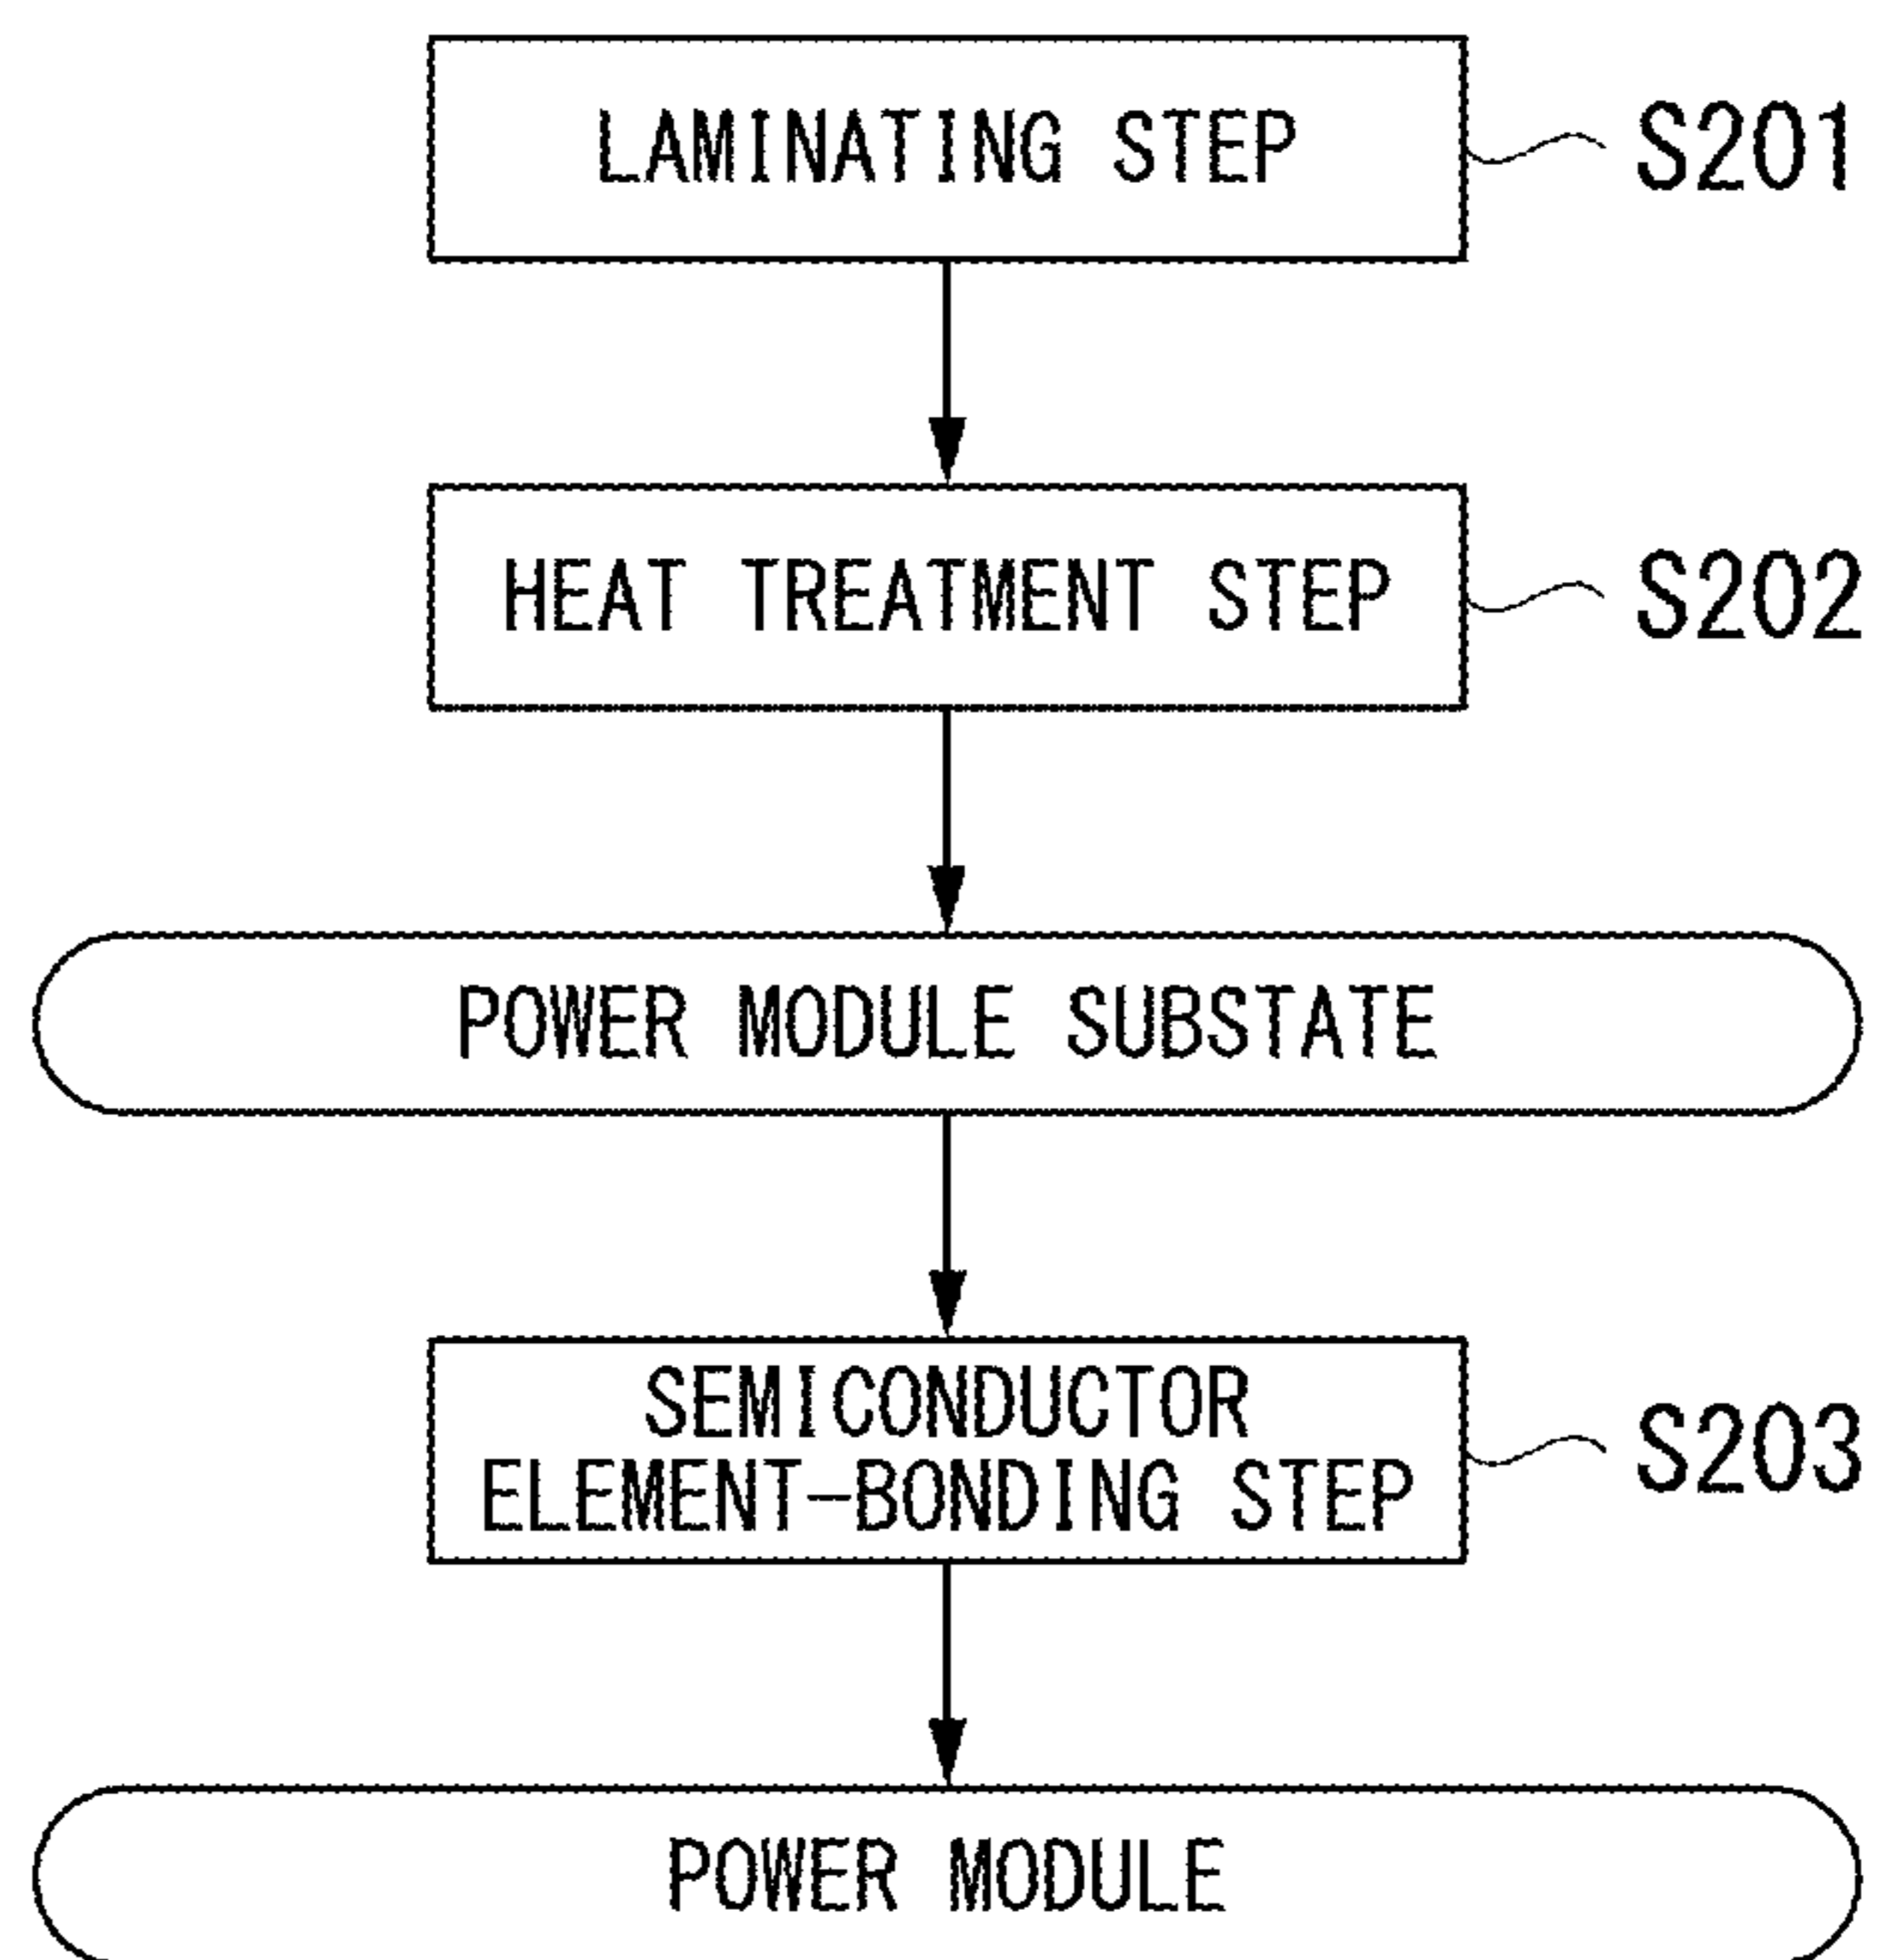 LAMINATING STEP
S201
HEAT TREATMENT STEP
S202
POWER MODULE SUBSTATE
SEMICONDUCTOR
ELEMENT-BONDING STEP
S203
POWER MODULE